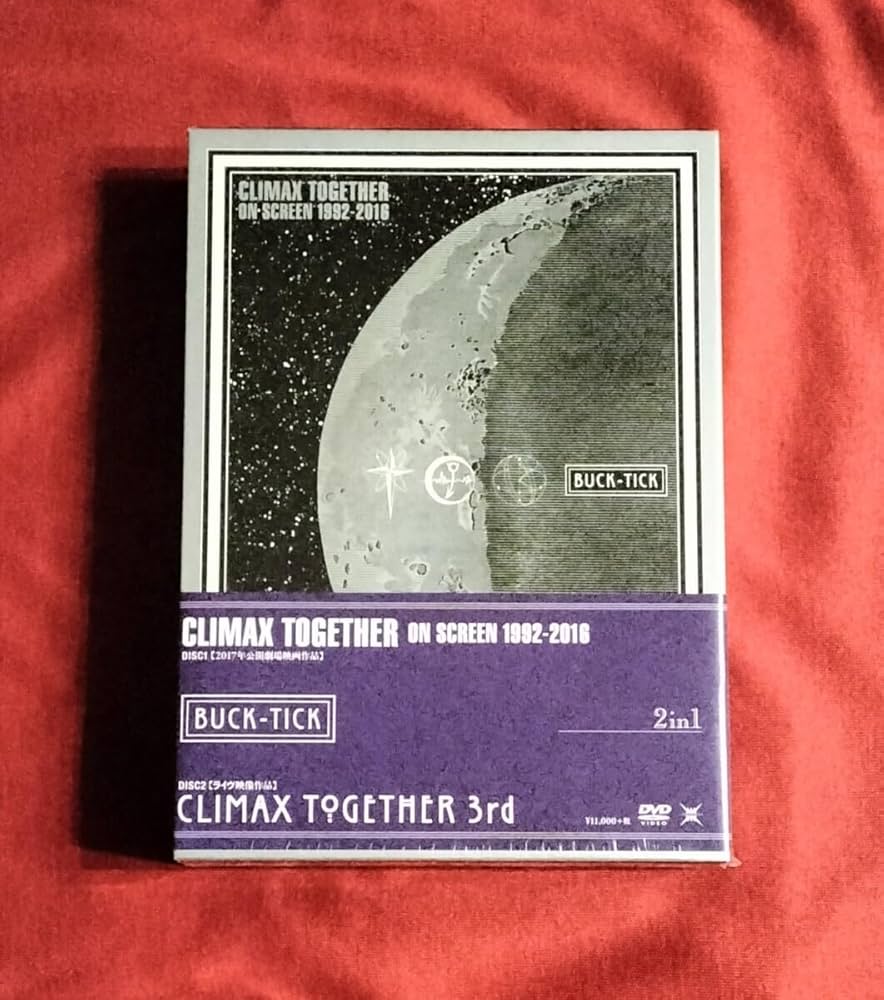 CLIMAX TOGETHER
ON SCREEN 1992-2016
BUCK-TICK
CLIMAX TOGETHER ON SCREEN 1992-2016
DISC1【2017年公開劇場映画作品】
BUCK-TICK
2in1
DISC2【ライヴ映像作品】
CLIMAX TOGETHER 3rd
¥11,000+税
DVD
VIDEO